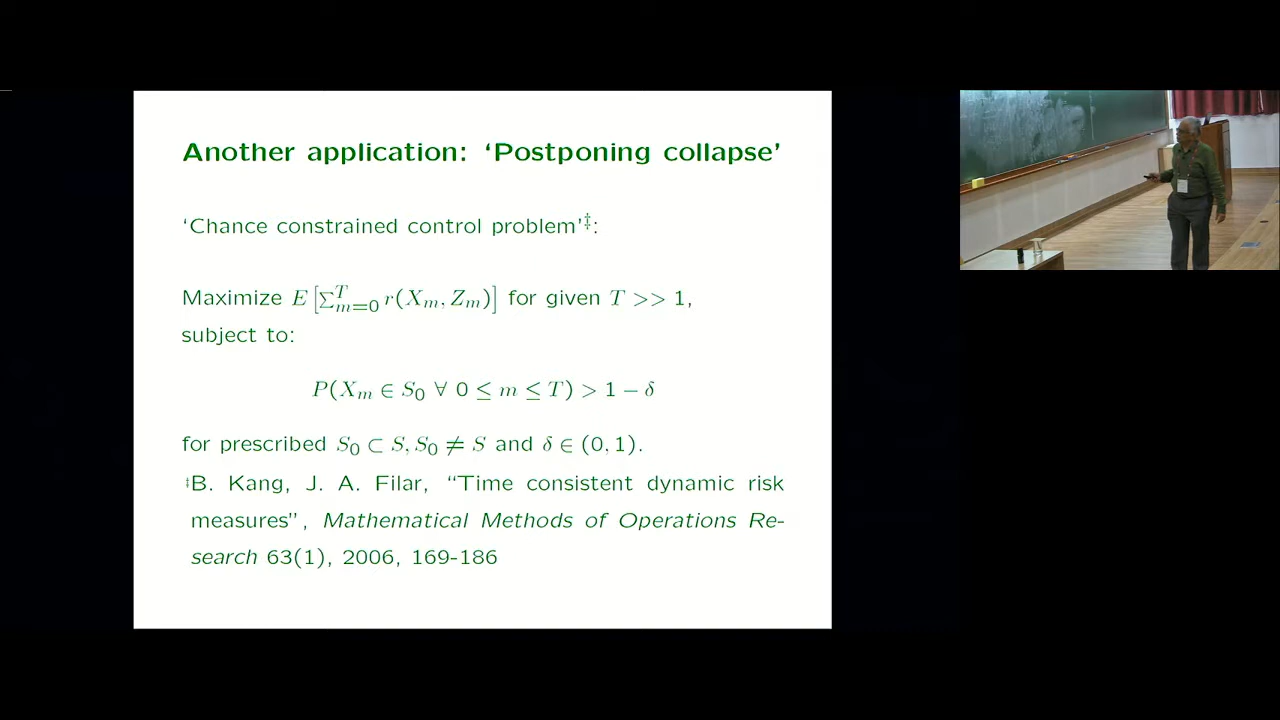 Another application: ‘Postponing collapse’
‘Chance constrained control problem’‡:
Maximize E[∑_{m=0}^{T} r(X_m, Z_m)] for given T >> 1,
subject to:
P(X_m ∈ S_0 ∀ 0 ≤ m ≤ T) > 1 − δ
for prescribed S_0 ⊂ S, S_0 ≠ S and δ ∈ (0, 1).
‡B. Kang, J. A. Filar, “Time consistent dynamic risk
measures”, Mathematical Methods of Operations Re-
search 63(1), 2006, 169-186